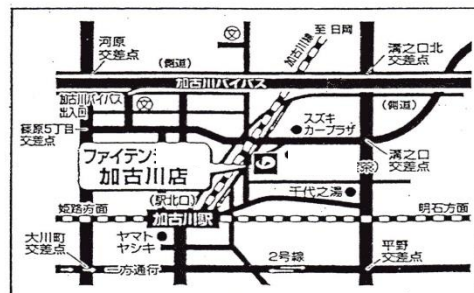 河原
交差点
至 日岡
加古川線
溝之口北
交差点
(側道)
加古川バイパス
加古川バイパス
出入口
(側道)
スズキ
カープラザ
篠原5丁目
交差点
溝之口
交差点
ファイテン
加古川店
千代之湯
(駅北口)
姫路方面
加古川駅
明石方面
大川町
交差点
ヤマト
ヤシキ
平野
交差点
一方通行
2号線